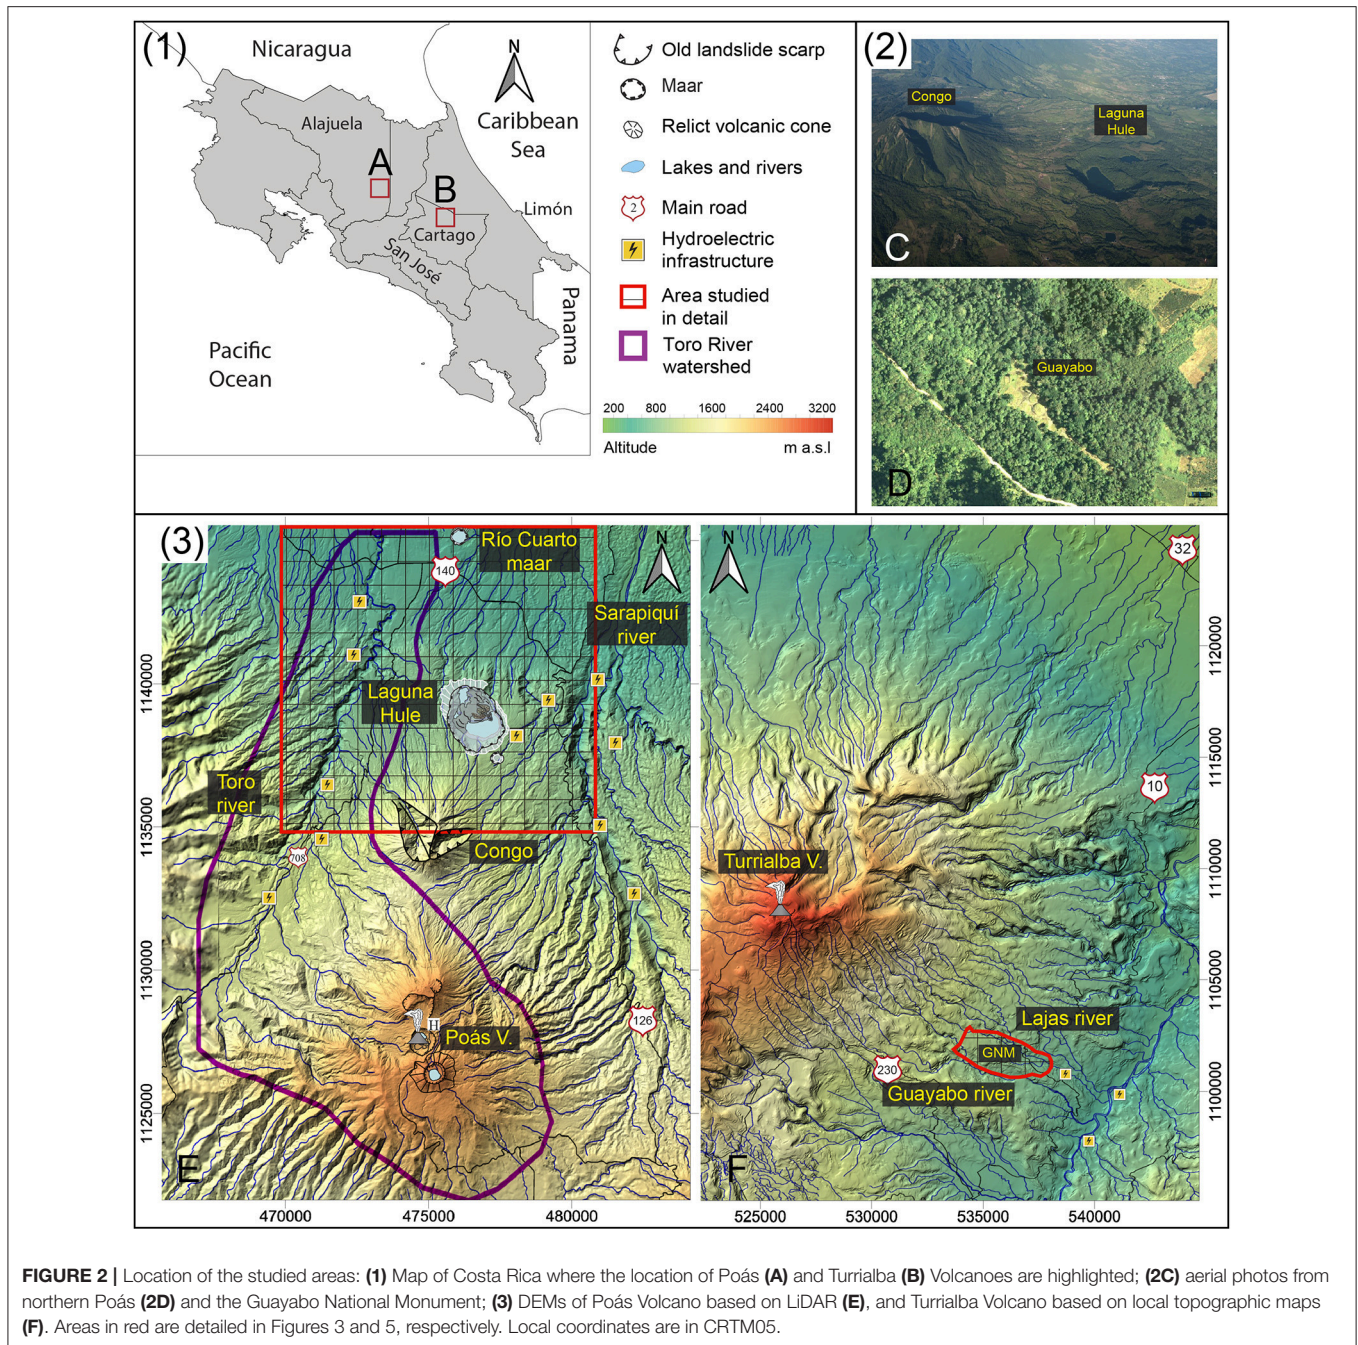 (1)
Nicaragua
N
Caribbean
Sea
Alajuela
A
B
Limón
Cartago
San José
Panama
Pacific
Ocean
Old landslide scarp
Maar
Relict volcanic cone
Lakes and rivers
2
Main road
Hydroelectric
infrastructure
Area studied
in detail
Toro River
watershed
200 800 1600 2400 3200
Altitude m a.s.l
(2)
Congo
Laguna
Hule
C
Guayabo
D
(3)
Río Cuarto
maar
N
140
Sarapiquí
river
Laguna
Hule
Toro
river
Congo
708
H
Poás V.
126
E
1140000
1135000
1130000
1125000
470000 475000 480000
N
32
10
Turrialba V.
Lajas river
GNM
230
Guayabo river
F
1120000
1115000
1110000
1105000
1100000
525000 530000 535000 540000
FIGURE 2 | Location of the studied areas: (1) Map of Costa Rica where the location of Poás (A) and Turrialba (B) Volcanoes are highlighted; (2C) aerial photos from
northern Poás (2D) and the Guayabo National Monument; (3) DEMs of Poás Volcano based on LiDAR (E), and Turrialba Volcano based on local topographic maps
(F). Areas in red are detailed in Figures 3 and 5, respectively. Local coordinates are in CRTM05.